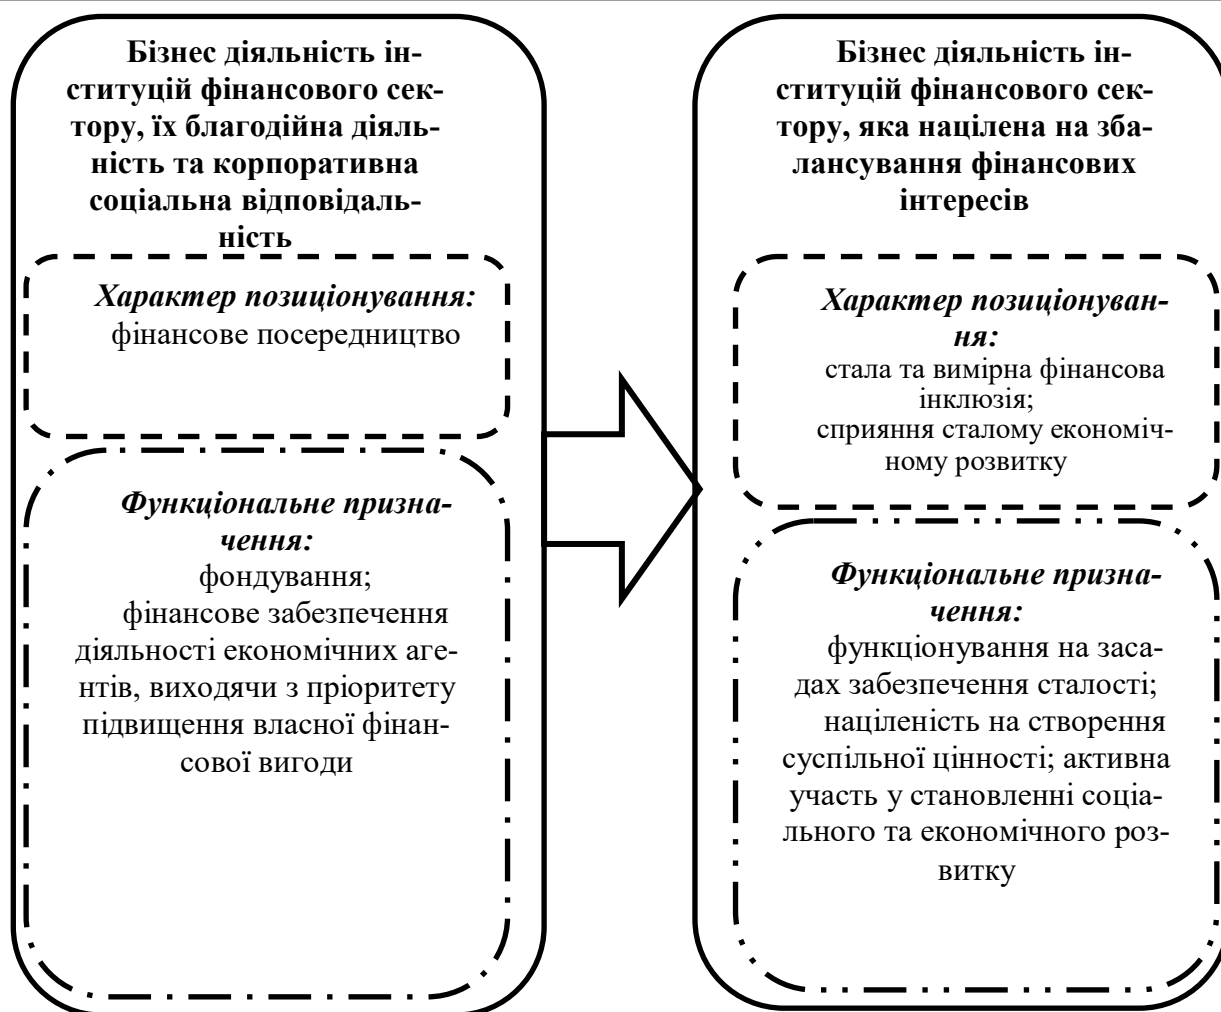 Бізнес діяльність ін-
ституцій фінансового сек-
тору, їх благодійна діяль-
ність та корпоративна
соціальна відповідаль-
ність
Характер позиціонування:
фінансове посередництво
Функціональне призна-
чення:
фондування;
фінансове забезпечення
діяльності економічних аге-
нтів, виходячи з пріоритету
підвищення власної фінан-
сової вигоди
Бізнес діяльність ін-
ституцій фінансового сек-
тору, яка націлена на зба-
лансування фінансових
інтересів
Характер позиціонуван-
ня:
стала та вимірна фінансова
інклюзія;
сприяння сталому економіч-
ному розвитку
Функціональне призна-
чення:
функціонування на заса-
дах забезпечення сталості;
націленість на створення
суспільної цінності; активна
участь у становленні соціа-
льного та економічного роз-
витку